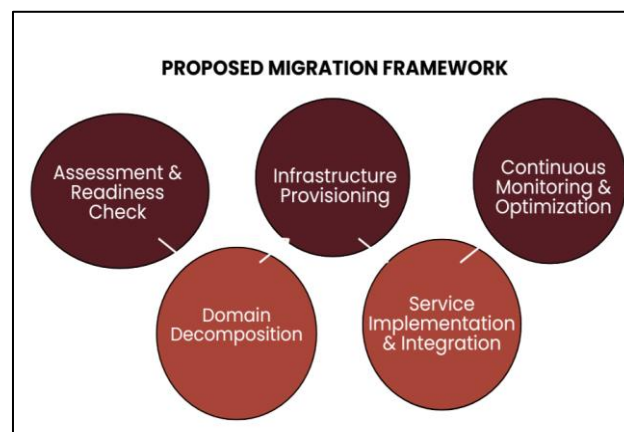 PROPOSED MIGRATION FRAMEWORK
Assessment &
Readiness
Check
Domain
Decomposition
Infrastructure
Provisioning
Service
Implementation
& Integration
Continuous
Monitoring &
Optimization